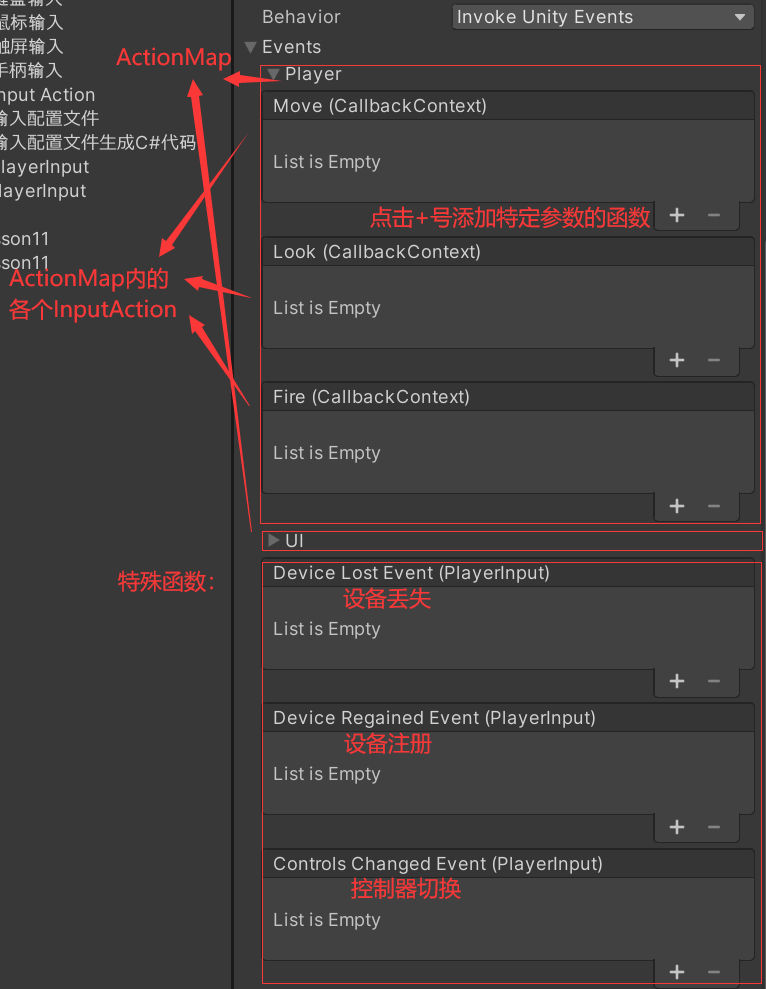 鼠标输入
触屏输入
手柄输入
nput Action
输入配置文件
输入配置文件生成C#代码
layerInput
layerInput
sson11
sson11
Behavior
Invoke Unity Events
Events
ActionMap
Player
Move (CallbackContext)
List is Empty
点击+号添加特定参数的函数
+ −
Look (CallbackContext)
ActionMap内的
各个InputAction
List is Empty
+ −
Fire (CallbackContext)
List is Empty
+ −
UI
特殊函数：
Device Lost Event (PlayerInput)
设备丢失
List is Empty
+ −
Device Regained Event (PlayerInput)
设备注册
List is Empty
+ −
Controls Changed Event (PlayerInput)
控制器切换
List is Empty
+ −